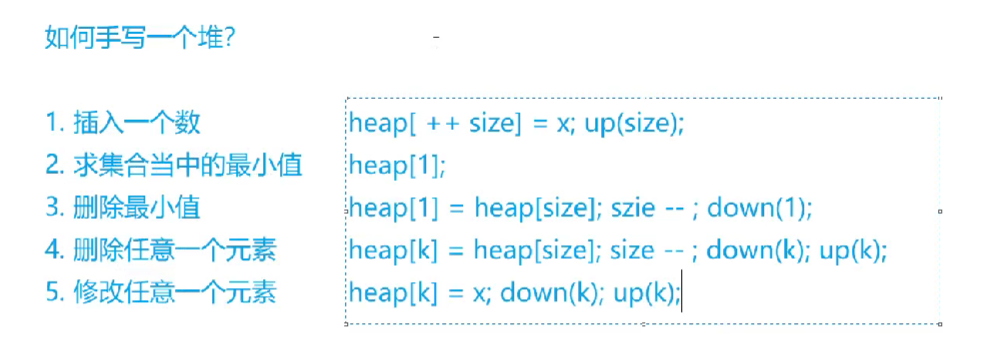 如何手写一个堆?
1. 插入一个数 heap[ ++ size] = x; up(size);
2. 求集合当中的最小值 heap[1];
3. 删除最小值 heap[1] = heap[size]; szie -- ; down(1);
4. 删除任意一个元素 heap[k] = heap[size]; size -- ; down(k); up(k);
5. 修改任意一个元素 heap[k] = x; down(k); up(k);